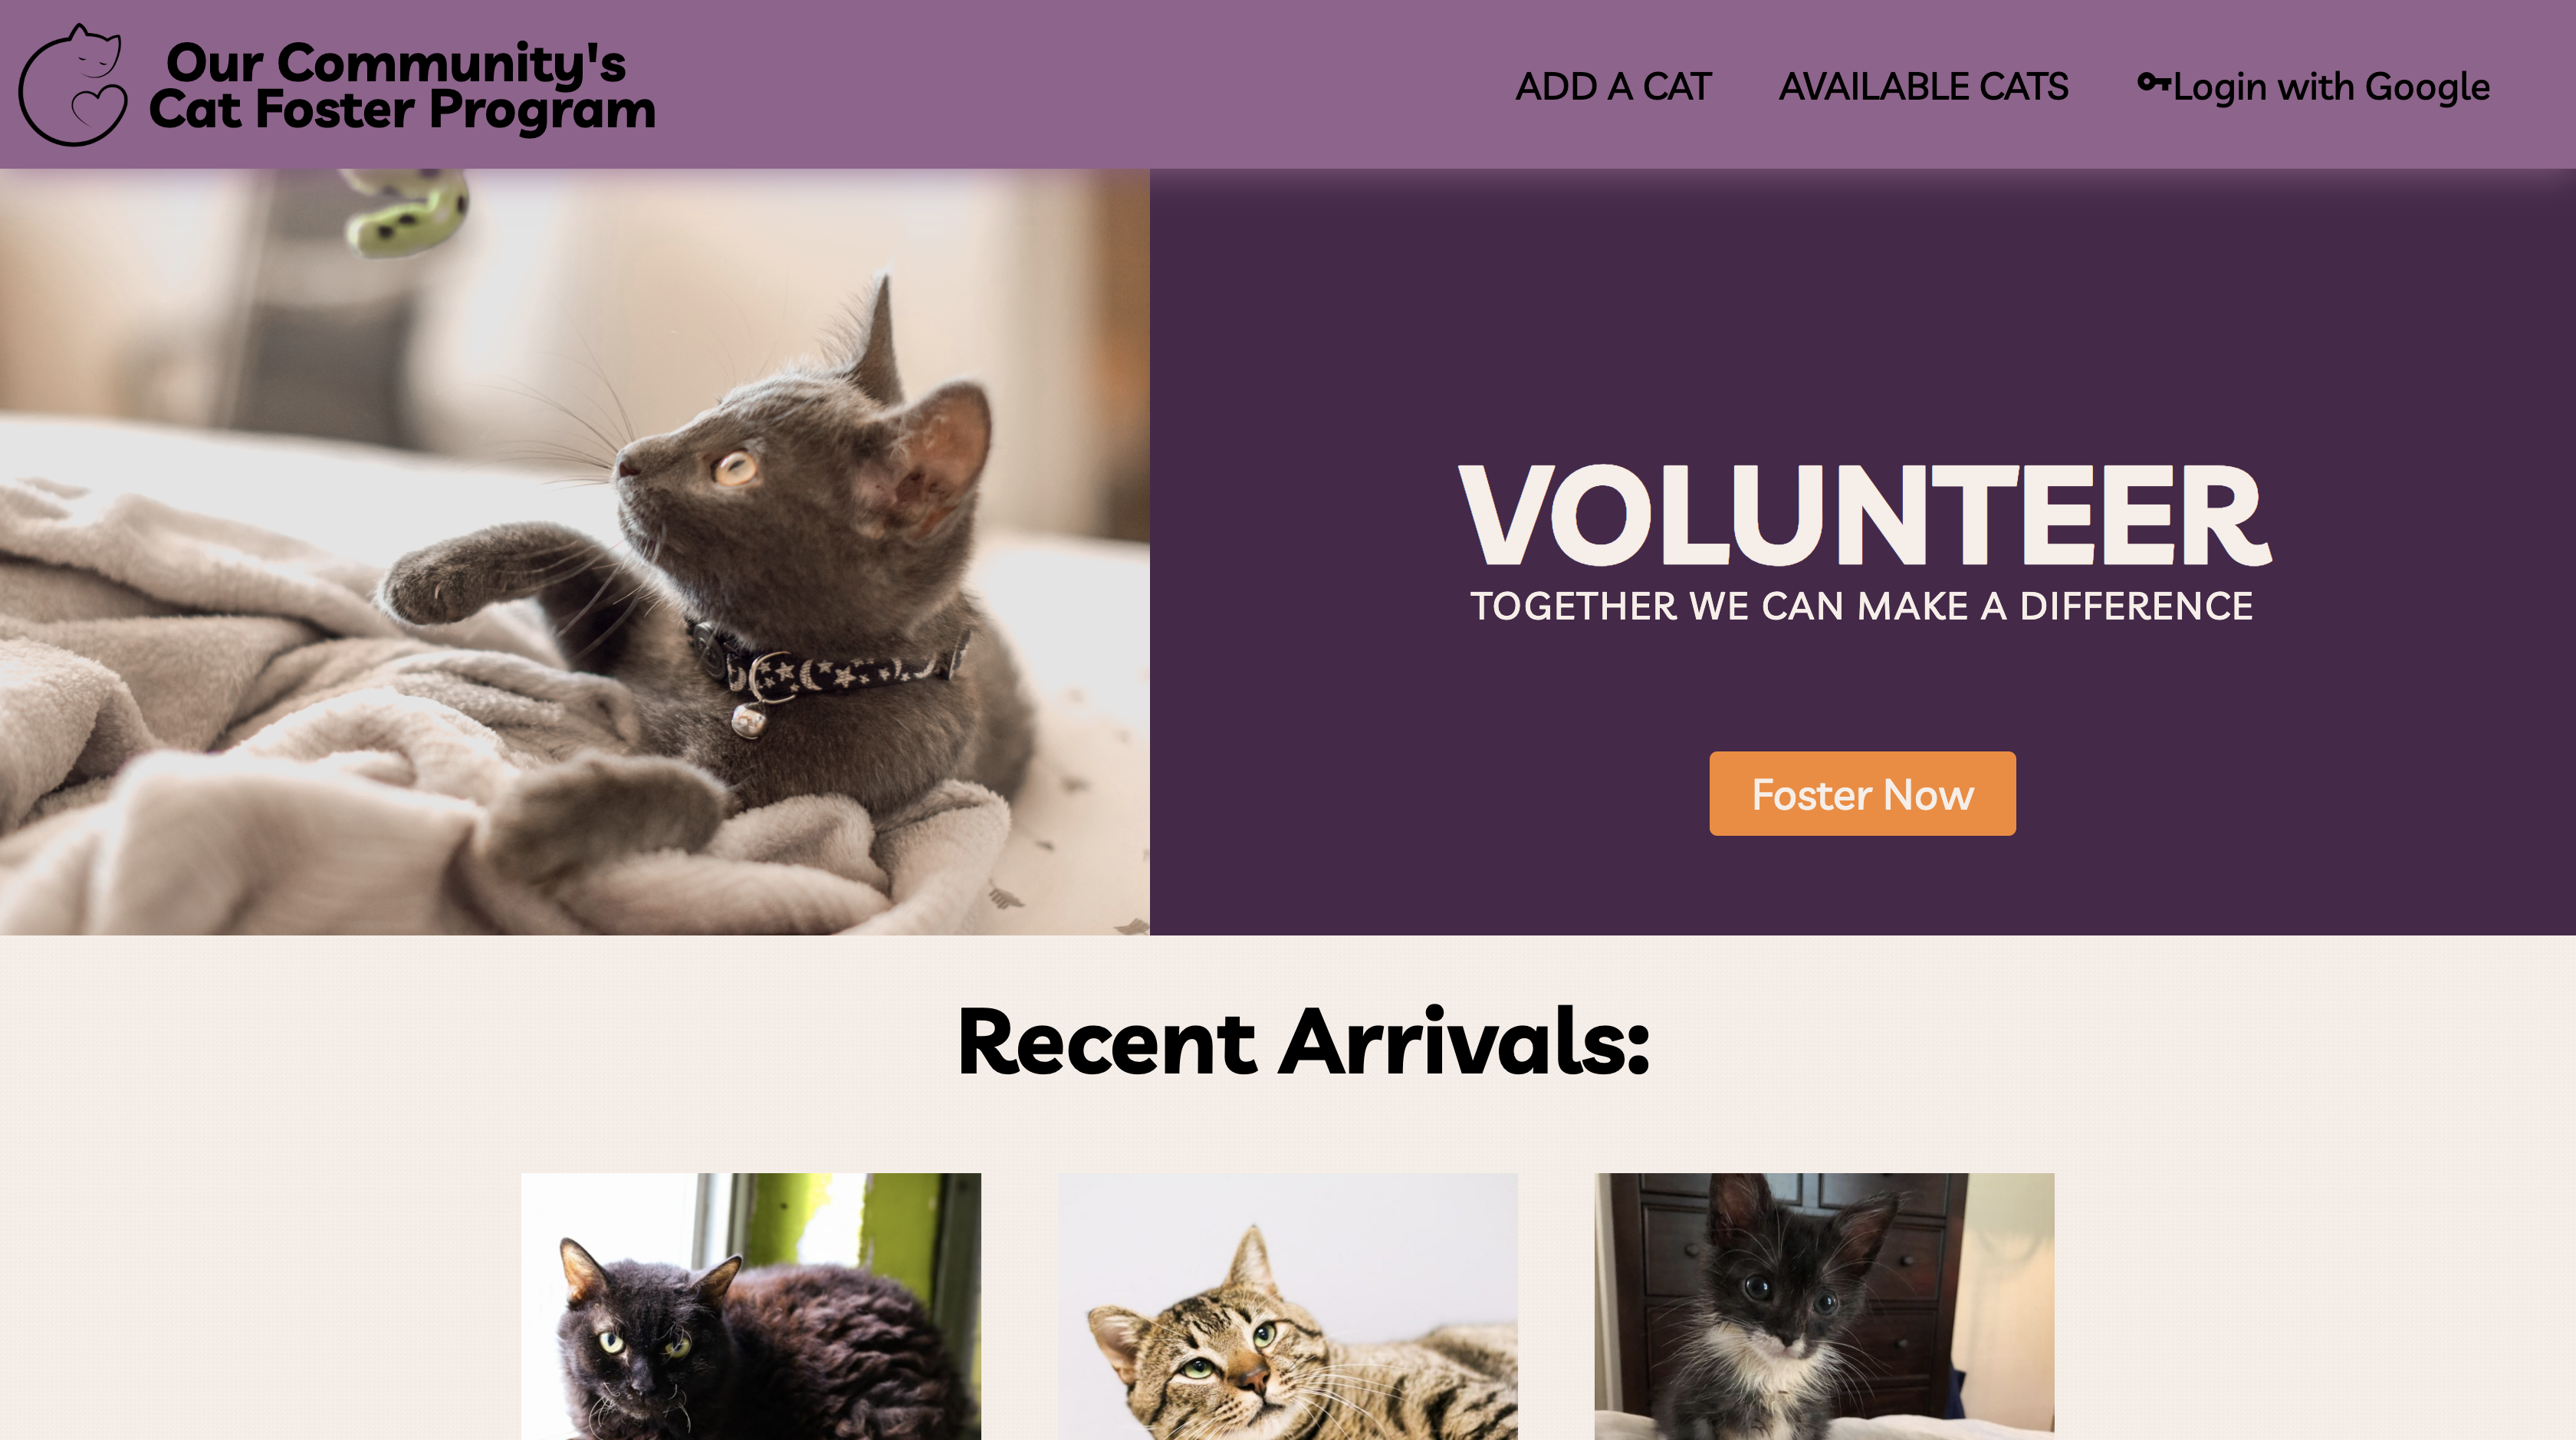 Our Community's
Cat Foster Program
ADD A CAT
AVAILABLE CATS
Login with Google
VOLUNTEER
TOGETHER WE CAN MAKE A DIFFERENCE
Foster Now
Recent Arrivals: